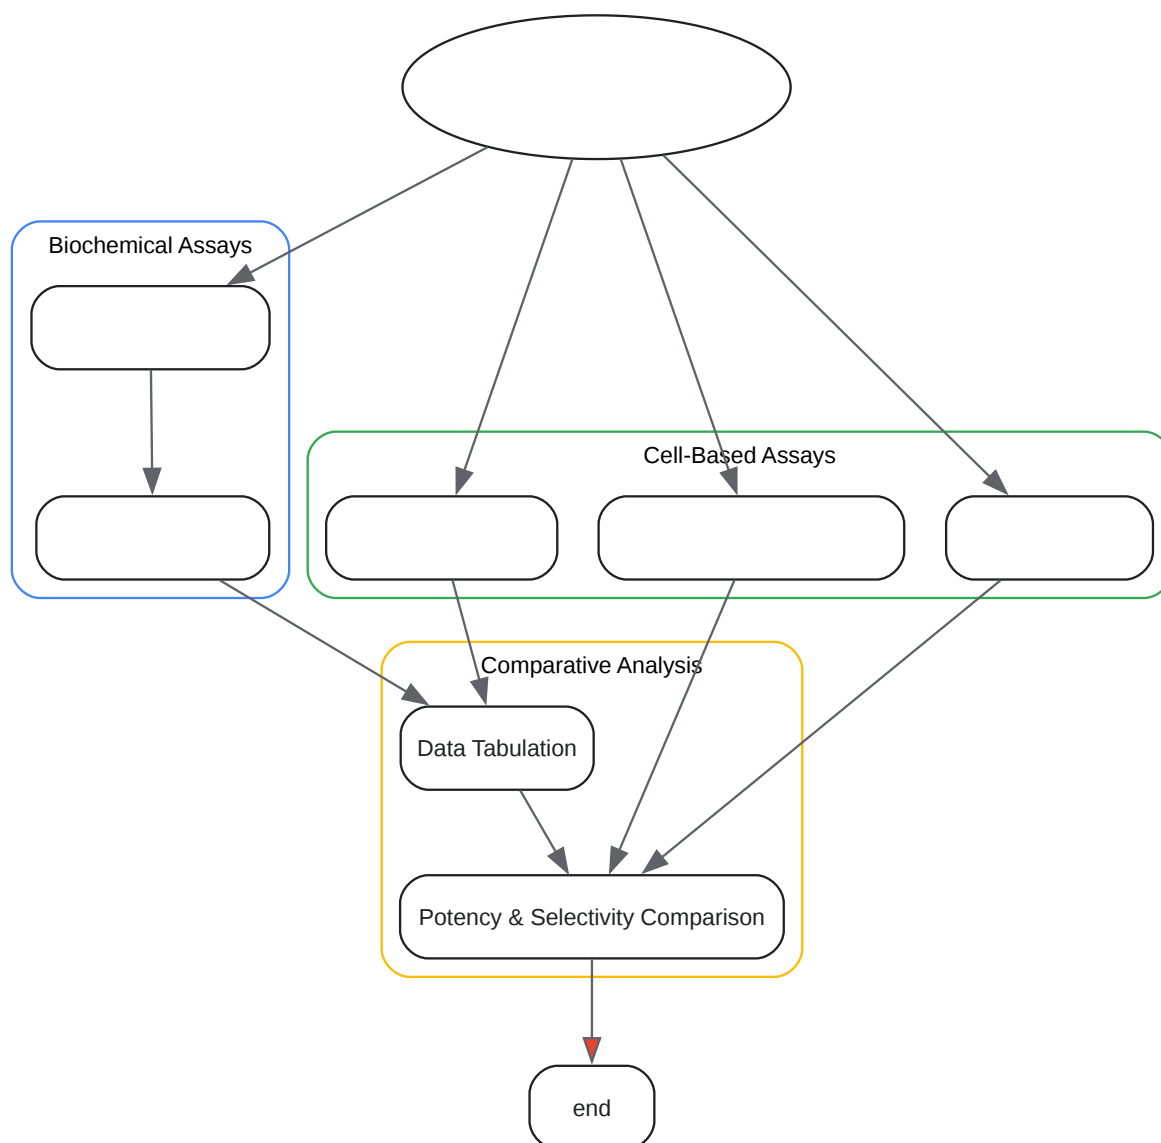 Biochemical Assays
Cell-Based Assays
Comparative Analysis
Data Tabulation
Potency & Selectivity Comparison
end